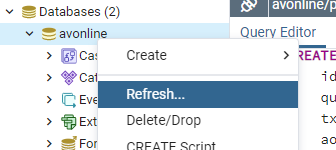 Databases (2)
avonline
Cas
Cat
Eve
Ext
For
Create
Refresh...
Delete/Drop
CREATE Script
avonline/p
Query Editor
REATE
id
qu
tx